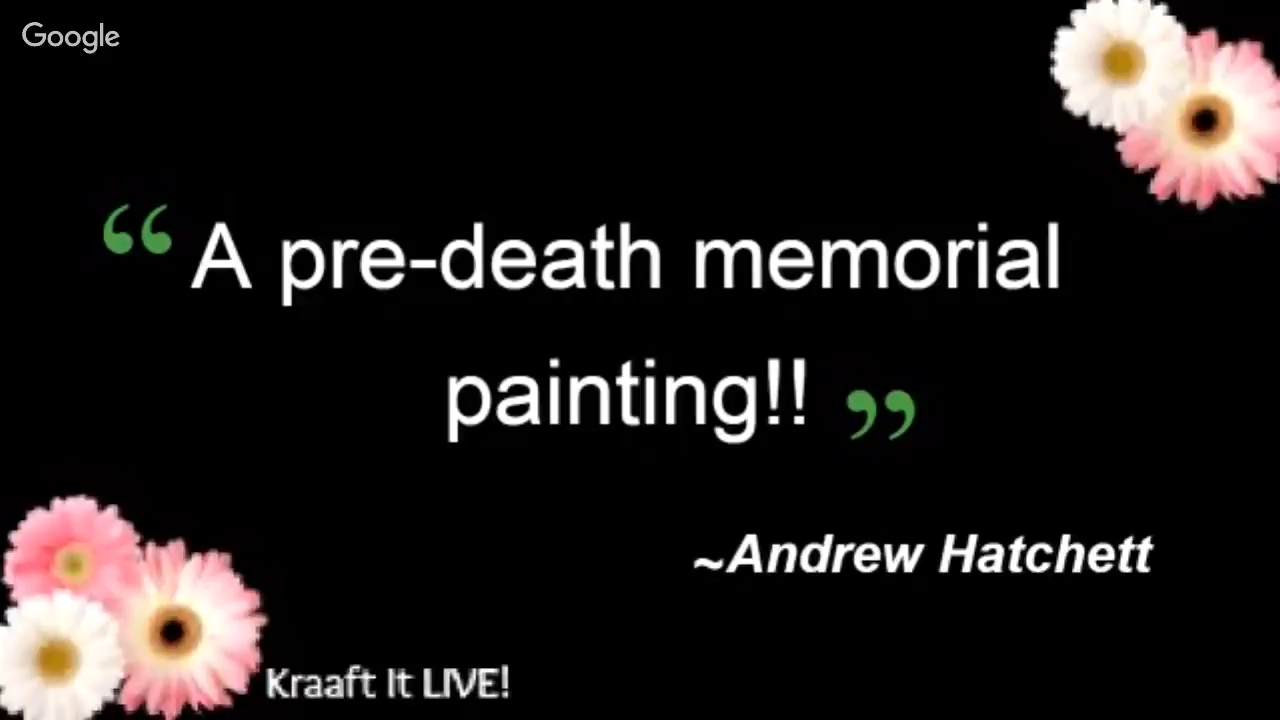 Google
“A pre-death memorial
painting!!”
~Andrew Hatchett
Kraaft It LIVE!